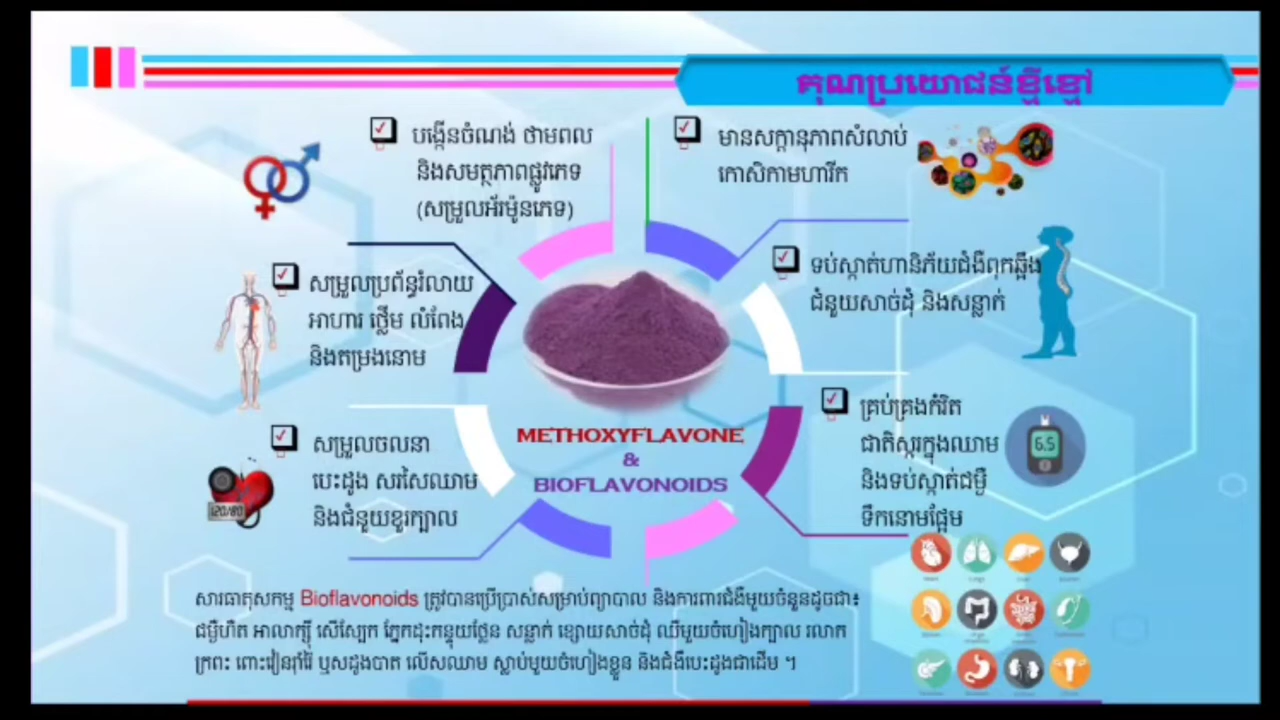 គុណប្រយោជន៍ខ្មីខ្មៅ
បង្កើនចំណង់ ថាមពល
និងសមត្ថភាពផ្លូវភេទ
(សម្រួលអ័រម៉ូនភេទ)
មានសក្តានុភាពសំលាប់
កោសិកាមហារីក
សម្រួលប្រព័ន្ធរំលាយ
អាហារ ថ្លើម លំពែង
និងតម្រងនោម
ទប់ស្កាត់ហានិភ័យជំងឺពុកឆ្អឹង
ជំនួយសាច់ដុំ និងសន្លាក់
សម្រួលចលនា
បេះដូង សរសៃឈាម
និងជំនួយខួរក្បាល
គ្រប់គ្រងកំរិត
ជាតិស្ករក្នុងឈាម
និងទប់ស្កាត់ជម្ងឺ
ទឹកនោមផ្អែម
6.5
120/80
METHOXYFLAVONE
&
BIOFLAVONOIDS
សារធាតុសកម្ម Bioflavonoids ត្រូវបានប្រើប្រាស់សម្រាប់ព្យាបាល និងការពារជំងឺមួយចំនួនដូចជា៖
ជម្ងឺហឺត អាលាក្ស៊ី សើស្បែក ភ្នែកដុះកន្ទុយថ្លែន សន្លាក់ ខ្សោយសាច់ដុំ ឈឺមួយចំហៀងក្បាល រលាក
ក្រពះ ពោះវៀនរ៉ាំរ៉ៃ ឬសដូងបាត លើសឈាម ស្លាប់មួយចំហៀងខ្លួន និងជំងឺបេះដូងជាដើម ។